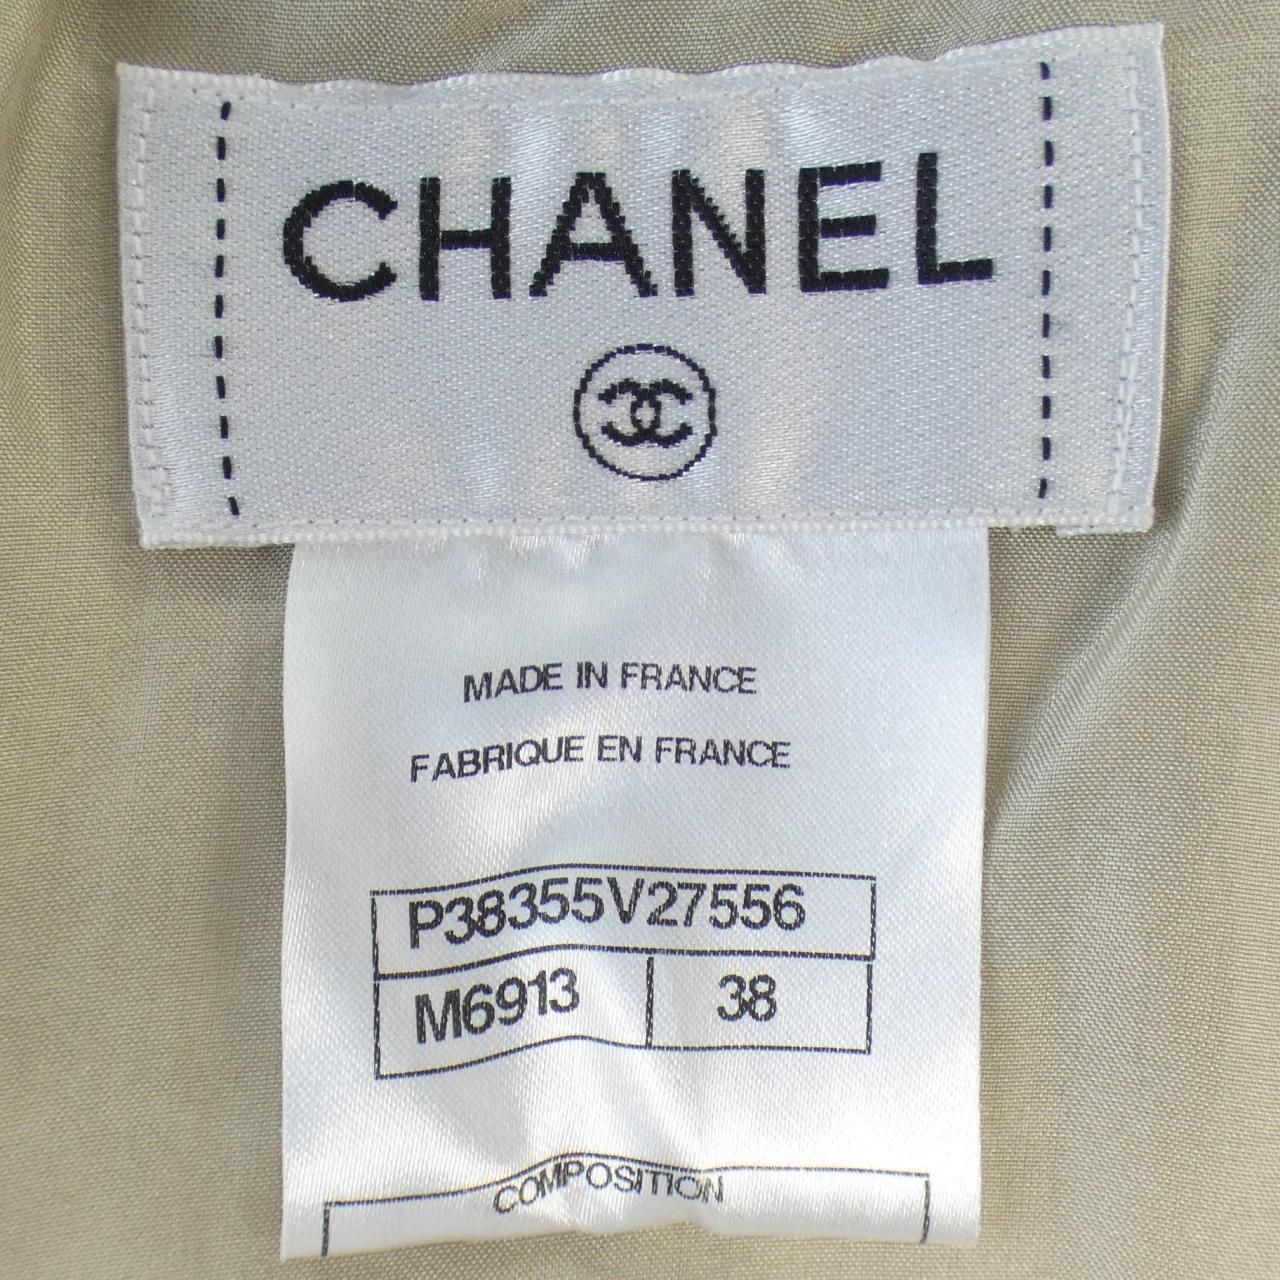 CHANEL
MADE IN FRANCE
FABRIQUE EN FRANCE
P38355V27556
M6913 38
COMPOSITION